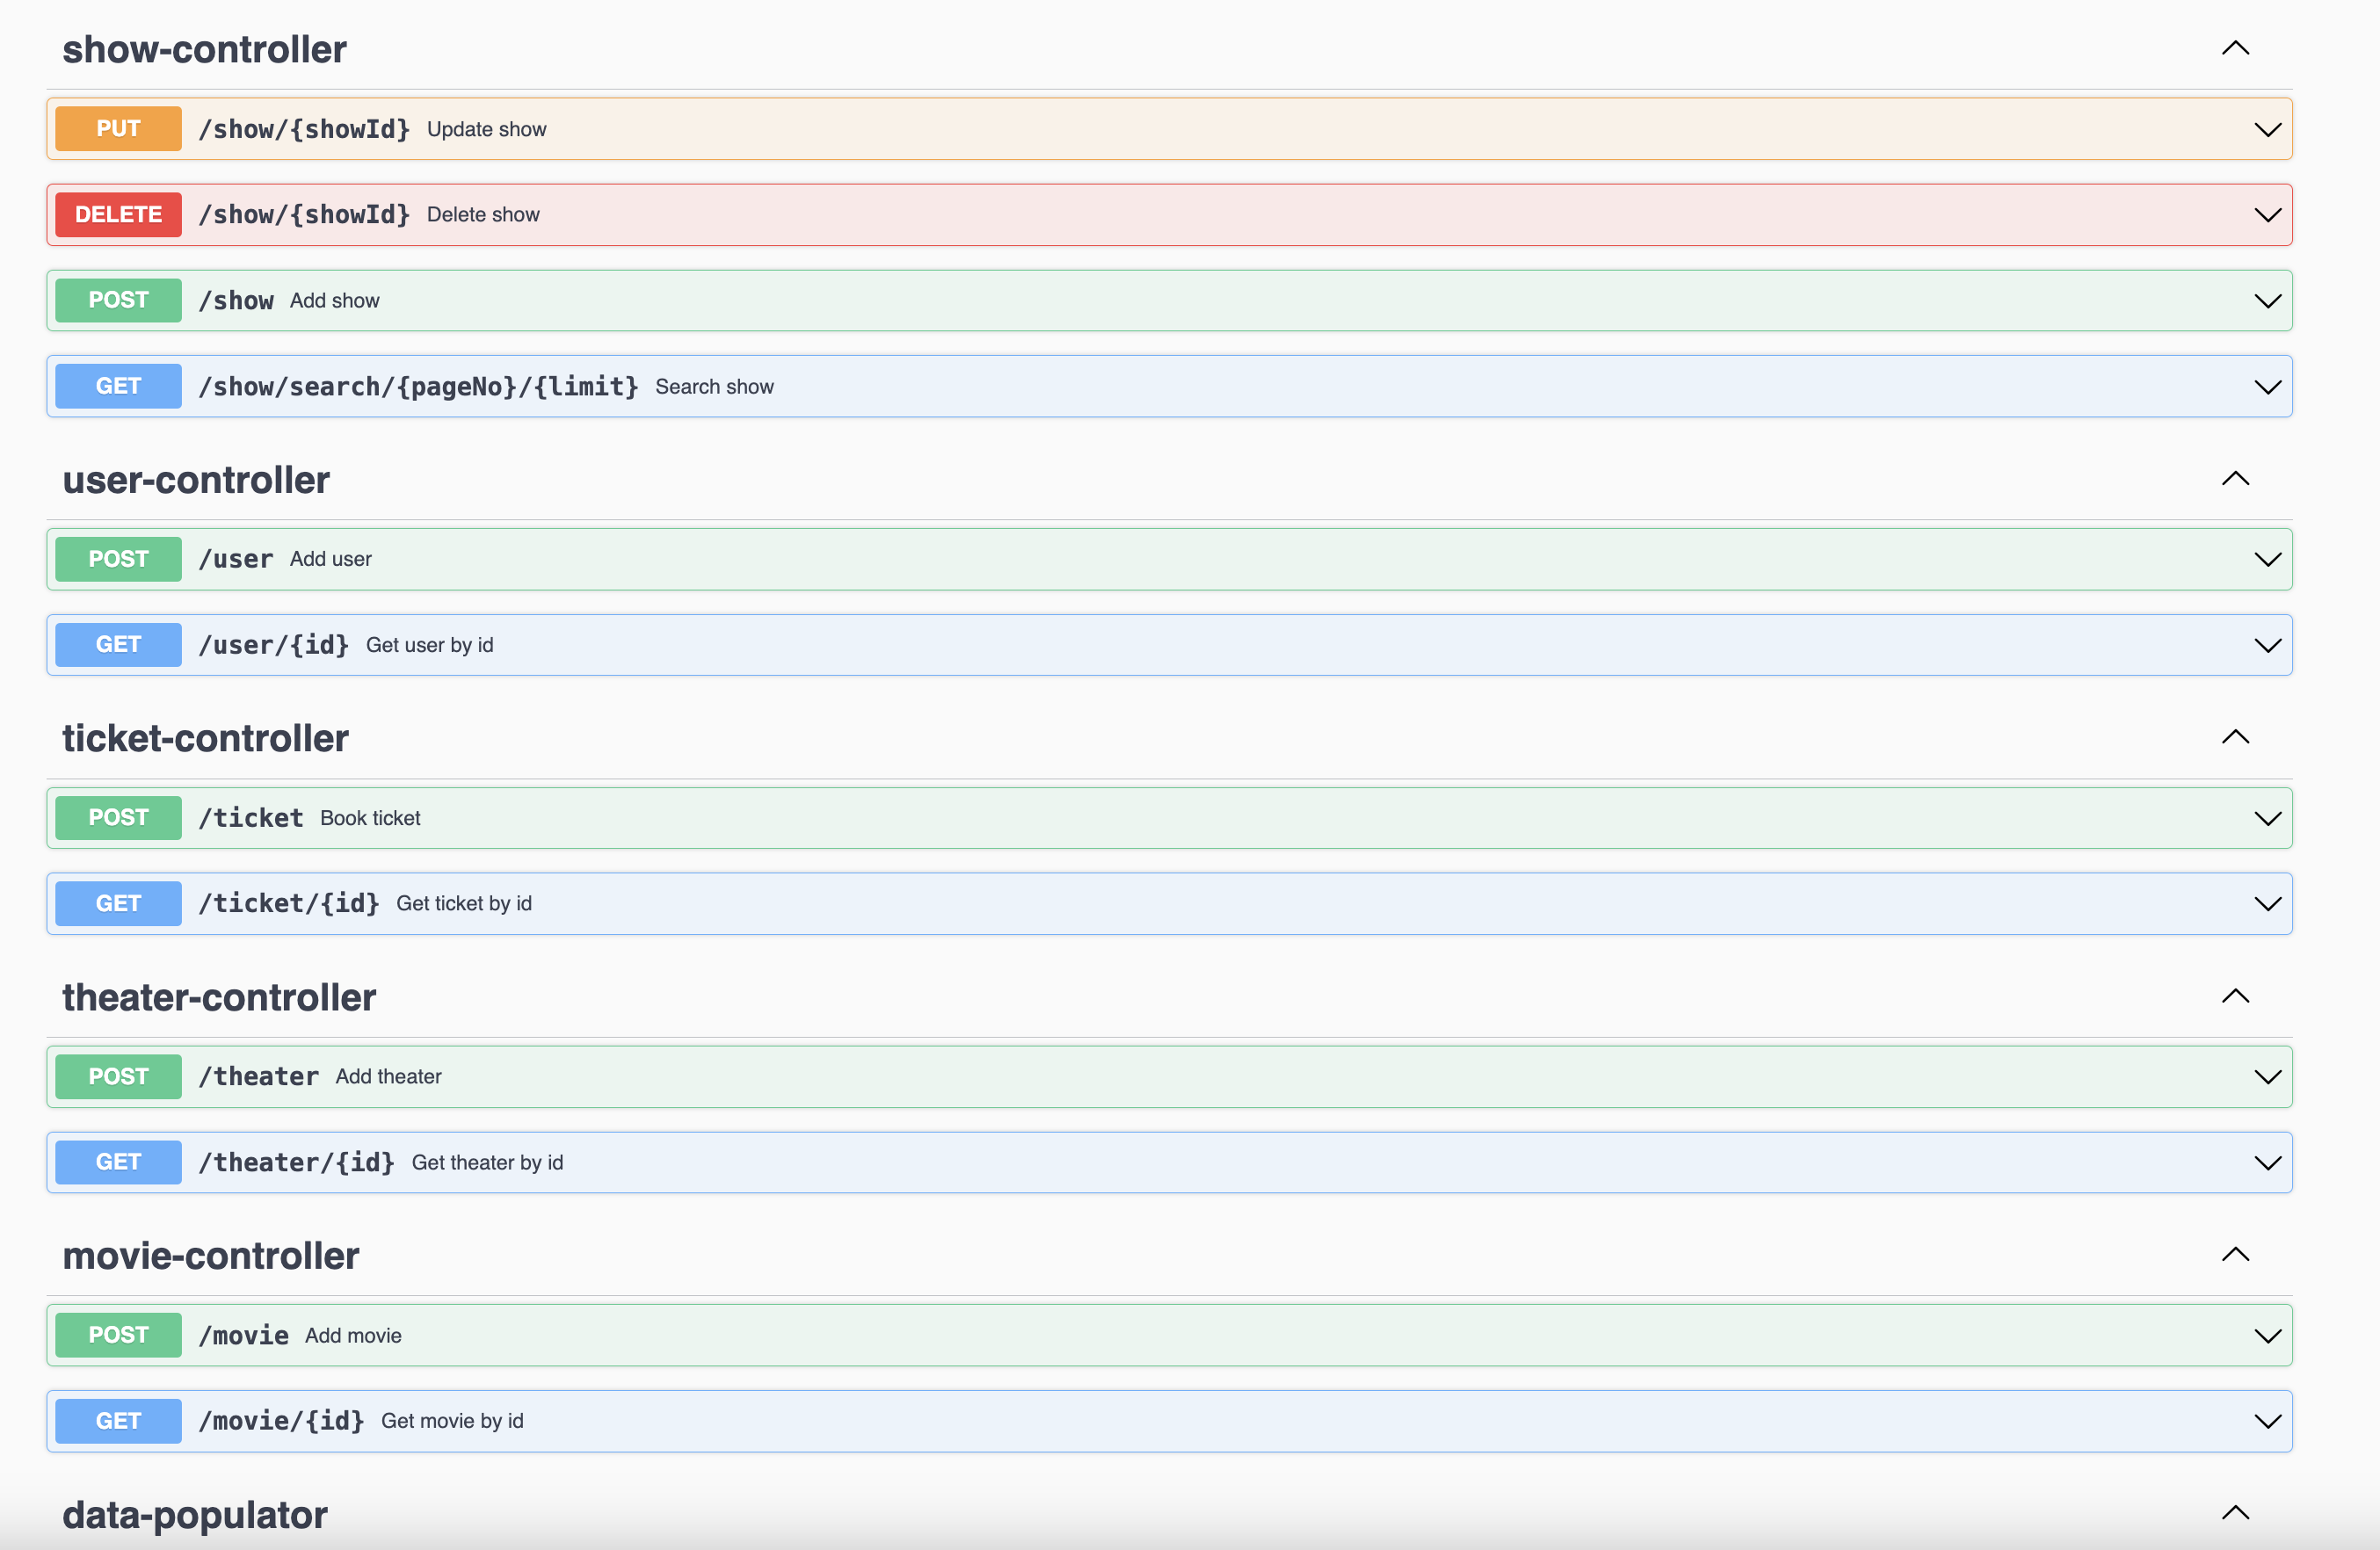 show-controller
PUT /show/{showId} Update show
DELETE /show/{showId} Delete show
POST /show Add show
GET /show/search/{pageNo}/{limit} Search show
user-controller
POST /user Add user
GET /user/{id} Get user by id
ticket-controller
POST /ticket Book ticket
GET /ticket/{id} Get ticket by id
theater-controller
POST /theater Add theater
GET /theater/{id} Get theater by id
movie-controller
POST /movie Add movie
GET /movie/{id} Get movie by id
data-populator